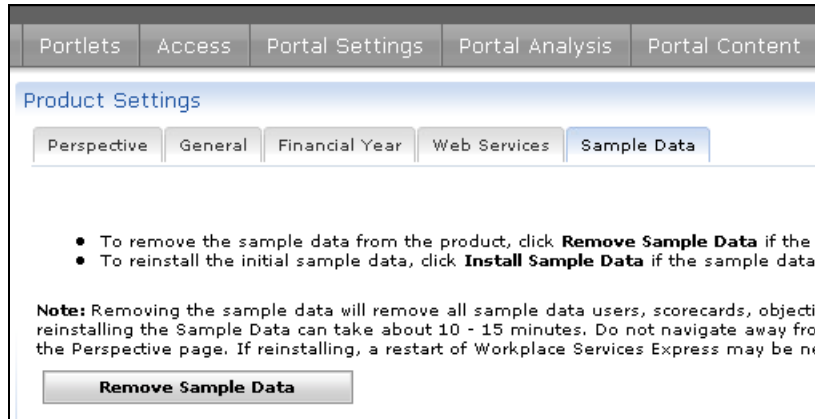 Portlets Access Portal Settings Portal Analysis Portal Content
Product Settings
Perspective General Financial Year Web Services Sample Data
• To remove the sample data from the product, click Remove Sample Data if the
• To reinstall the initial sample data, click Install Sample Data if the sample data
Note: Removing the sample data will remove all sample data users, scorecards, objecti
reinstalling the Sample Data can take about 10 - 15 minutes. Do not navigate away fro
the Perspective page. If reinstalling, a restart of Workplace Services Express may be ne
Remove Sample Data